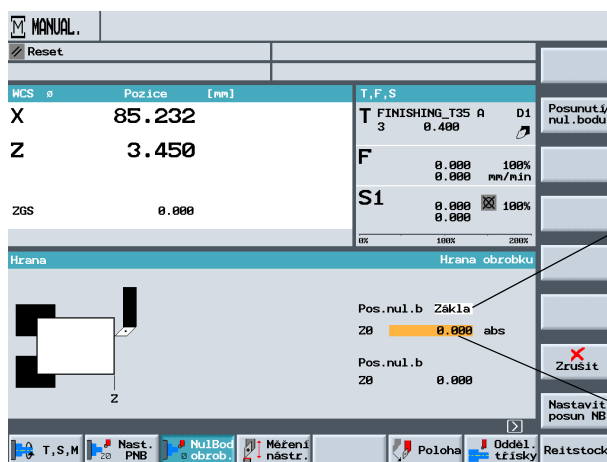 M MANUAL.
Reset
WCS ø Pozice [mm]
T,F,S
X 85.232
T FINISHING_T35 A D1
3 0.400
Posunutí/
nul.bodu
Z 3.450
F 0.000 100%
0.000 mm/min
S1 0.000 100%
0.000
ZGS 0.000
0% 100% 200%
Hrana
Hrana obrobku
Pos.nul.b Zákla
Z0 0.000 abs
Pos.nul.b
Z0 0.000
Z
Zrušit
Nastavit
posun NB
T,S,M
Nast.
Z0 PNB
NulBod
obrob.
Měření
nástr.
Poloha
Odděl.
třísky
Reitstock